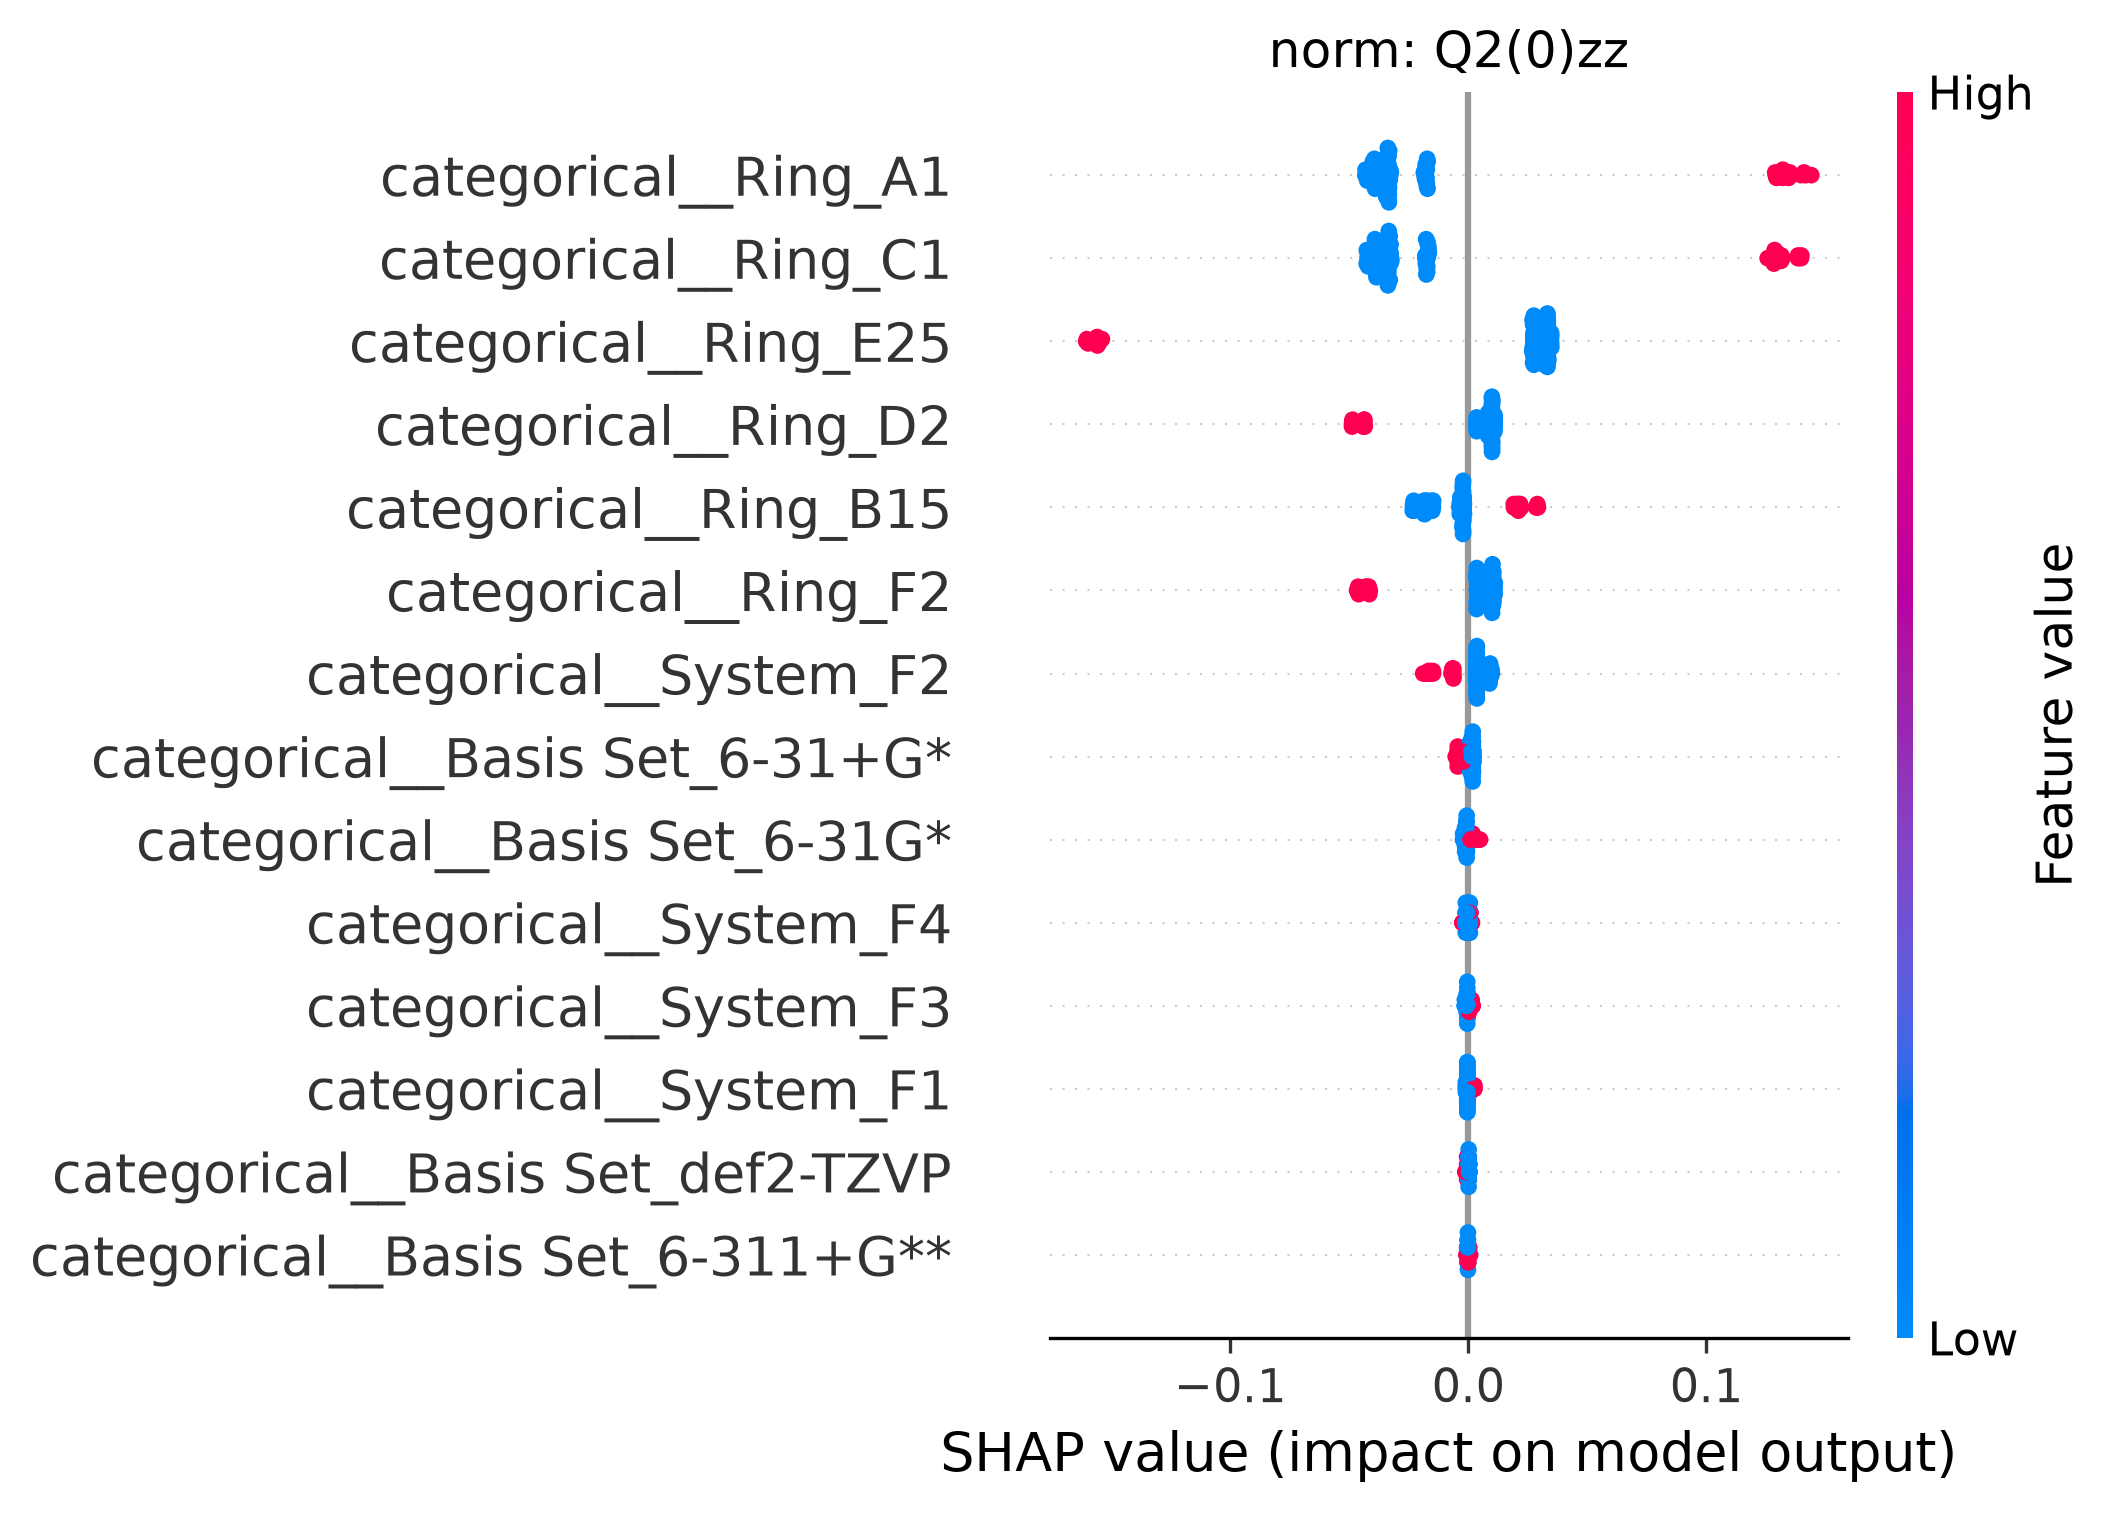 norm: Q2(0)zz
High
categorical__Ring_A1
categorical__Ring_C1
categorical__Ring_E25
categorical__Ring_D2
categorical__Ring_B15
categorical__Ring_F2
categorical__System_F2
categorical__Basis Set_6-31+G*
categorical__Basis Set_6-31G*
categorical__System_F4
categorical__System_F3
categorical__System_F1
categorical__Basis Set_def2-TZVP
categorical__Basis Set_6-311+G**
Feature value
Low
−0.1 0.0 0.1
SHAP value (impact on model output)